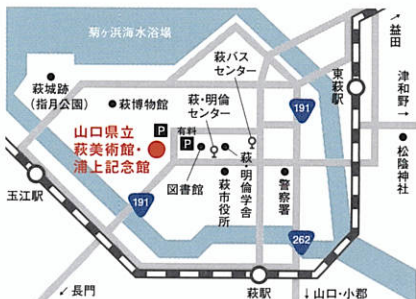 菊ヶ浜海水浴場
↗益田
萩バス
センター
東萩駅
津和野↗
萩城跡
(指月公園)
萩博物館
萩・明倫
センター
191
山口県立
萩美術館・
浦上記念館
P
有料
P
松陰神社
図書館
萩・明倫学舎
萩市役所
警察署
玉江駅
191
262
↙長門
萩駅
↓山口・小郡